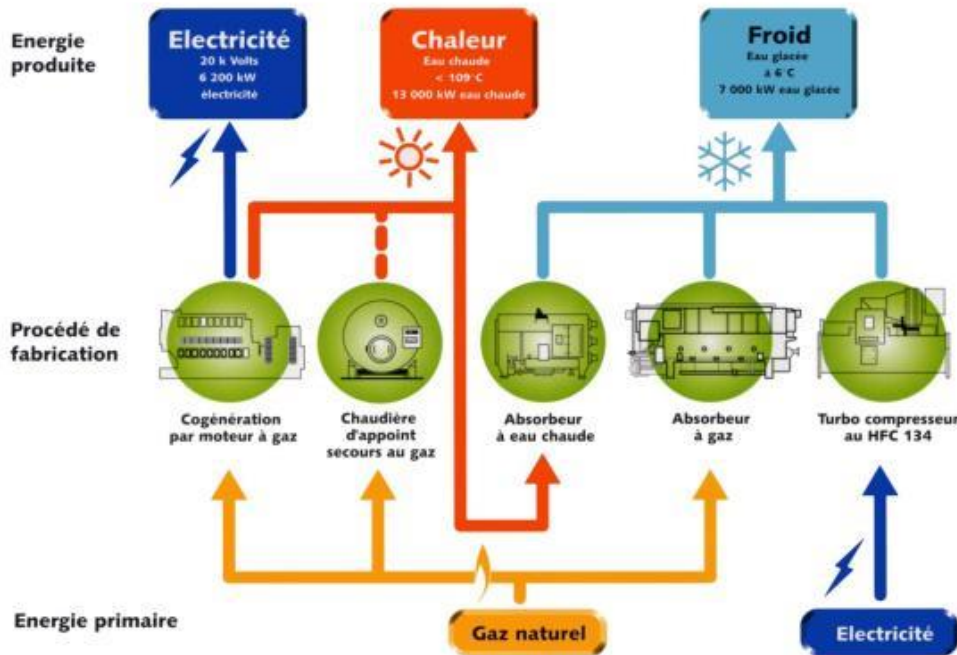 Energie
produite
Electricité
20 k Volts
6 200 kW
électricité
Chaleur
Eau chaude
< 109°C
13 000 kW eau chaude
Froid
Eau glacée
à 6°C
7 000 kW eau glacée
Procédé de
fabrication
Cogénération
par moteur à gaz
Chaudière
d'appoint
secours au gaz
Absorbeur
à eau chaude
Absorbeur
à gaz
Turbo compresseur
au HFC 134
Energie primaire
Gaz naturel
Electricité